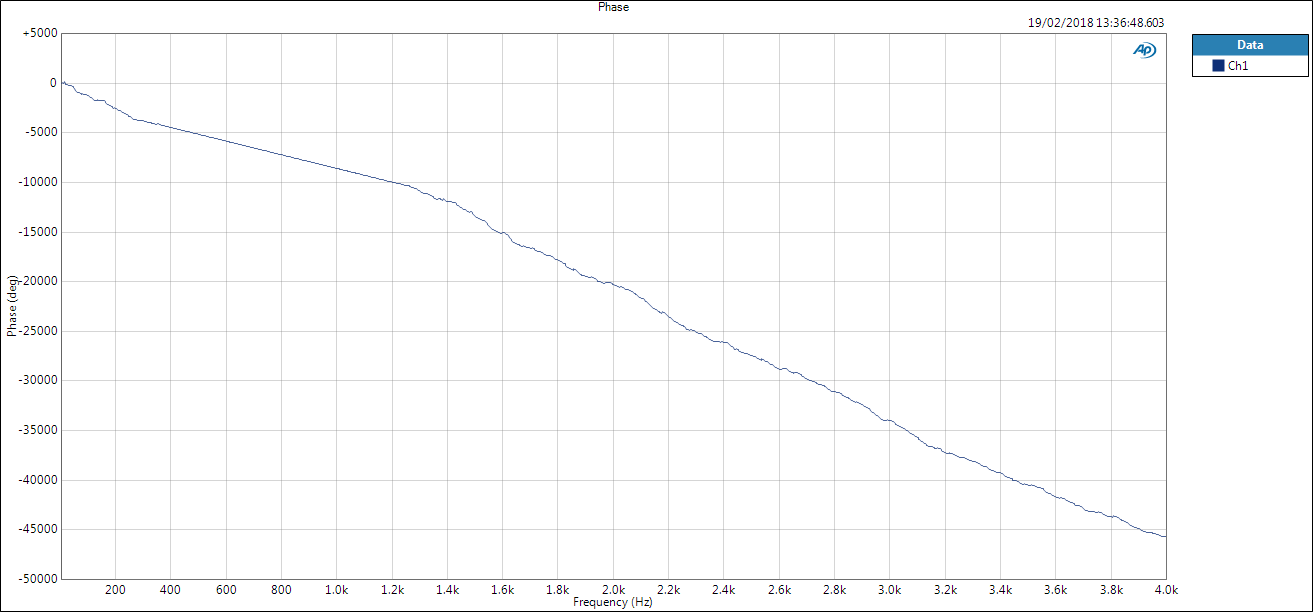 Phase
19/02/2018 13:36:48.603
AP
Data
Ch1
+5000
0
-5000
-10000
-15000
-20000
-25000
-30000
-35000
-40000
-45000
-50000
Phase (deg)
200 400 600 800 1.0k 1.2k 1.4k 1.6k 1.8k 2.0k 2.2k 2.4k 2.6k 2.8k 3.0k 3.2k 3.4k 3.6k 3.8k 4.0k
Frequency (Hz)